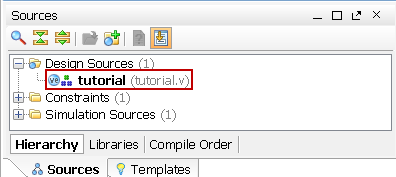 Sources
Design Sources (1)
tutorial (tutorial.v)
Constraints (1)
Simulation Sources (1)
Hierarchy Libraries Compile Order
Sources Templates